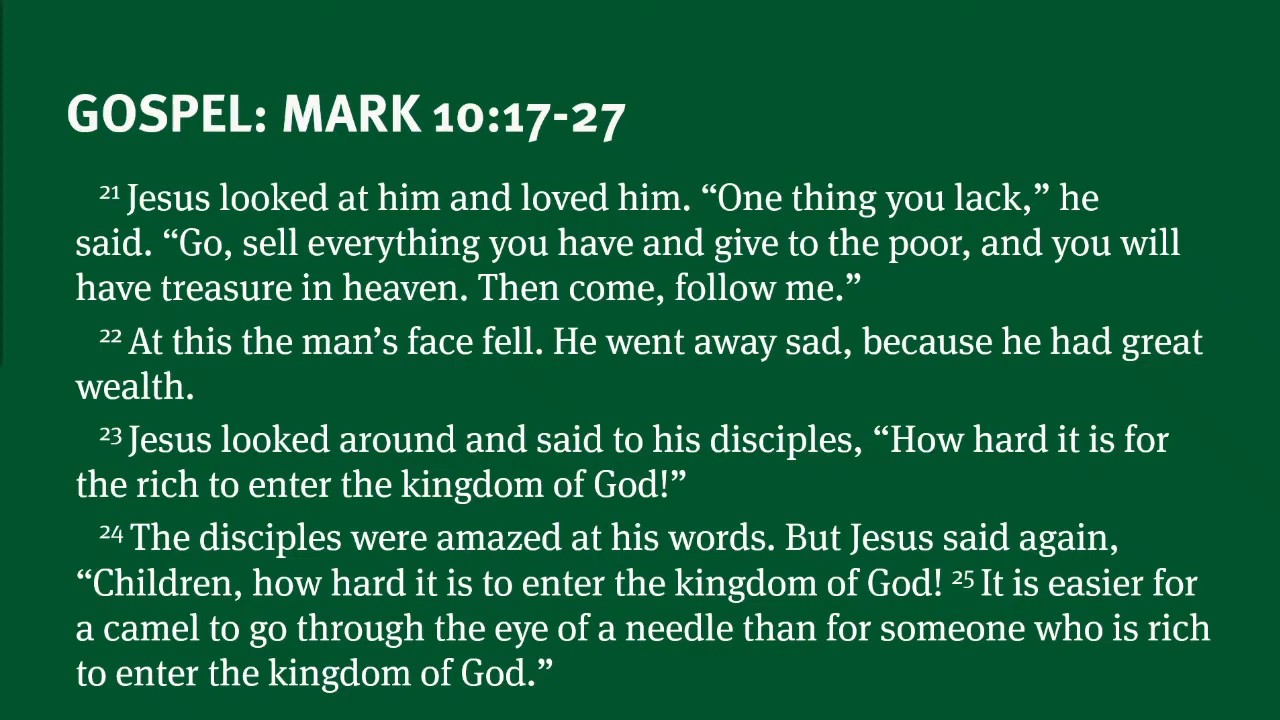 GOSPEL: MARK 10:17-27
²¹ Jesus looked at him and loved him. “One thing you lack,” he
said. “Go, sell everything you have and give to the poor, and you will
have treasure in heaven. Then come, follow me.”
²² At this the man’s face fell. He went away sad, because he had great
wealth.
²³ Jesus looked around and said to his disciples, “How hard it is for
the rich to enter the kingdom of God!”
²⁴ The disciples were amazed at his words. But Jesus said again,
“Children, how hard it is to enter the kingdom of God! ²⁵ It is easier for
a camel to go through the eye of a needle than for someone who is rich
to enter the kingdom of God.”